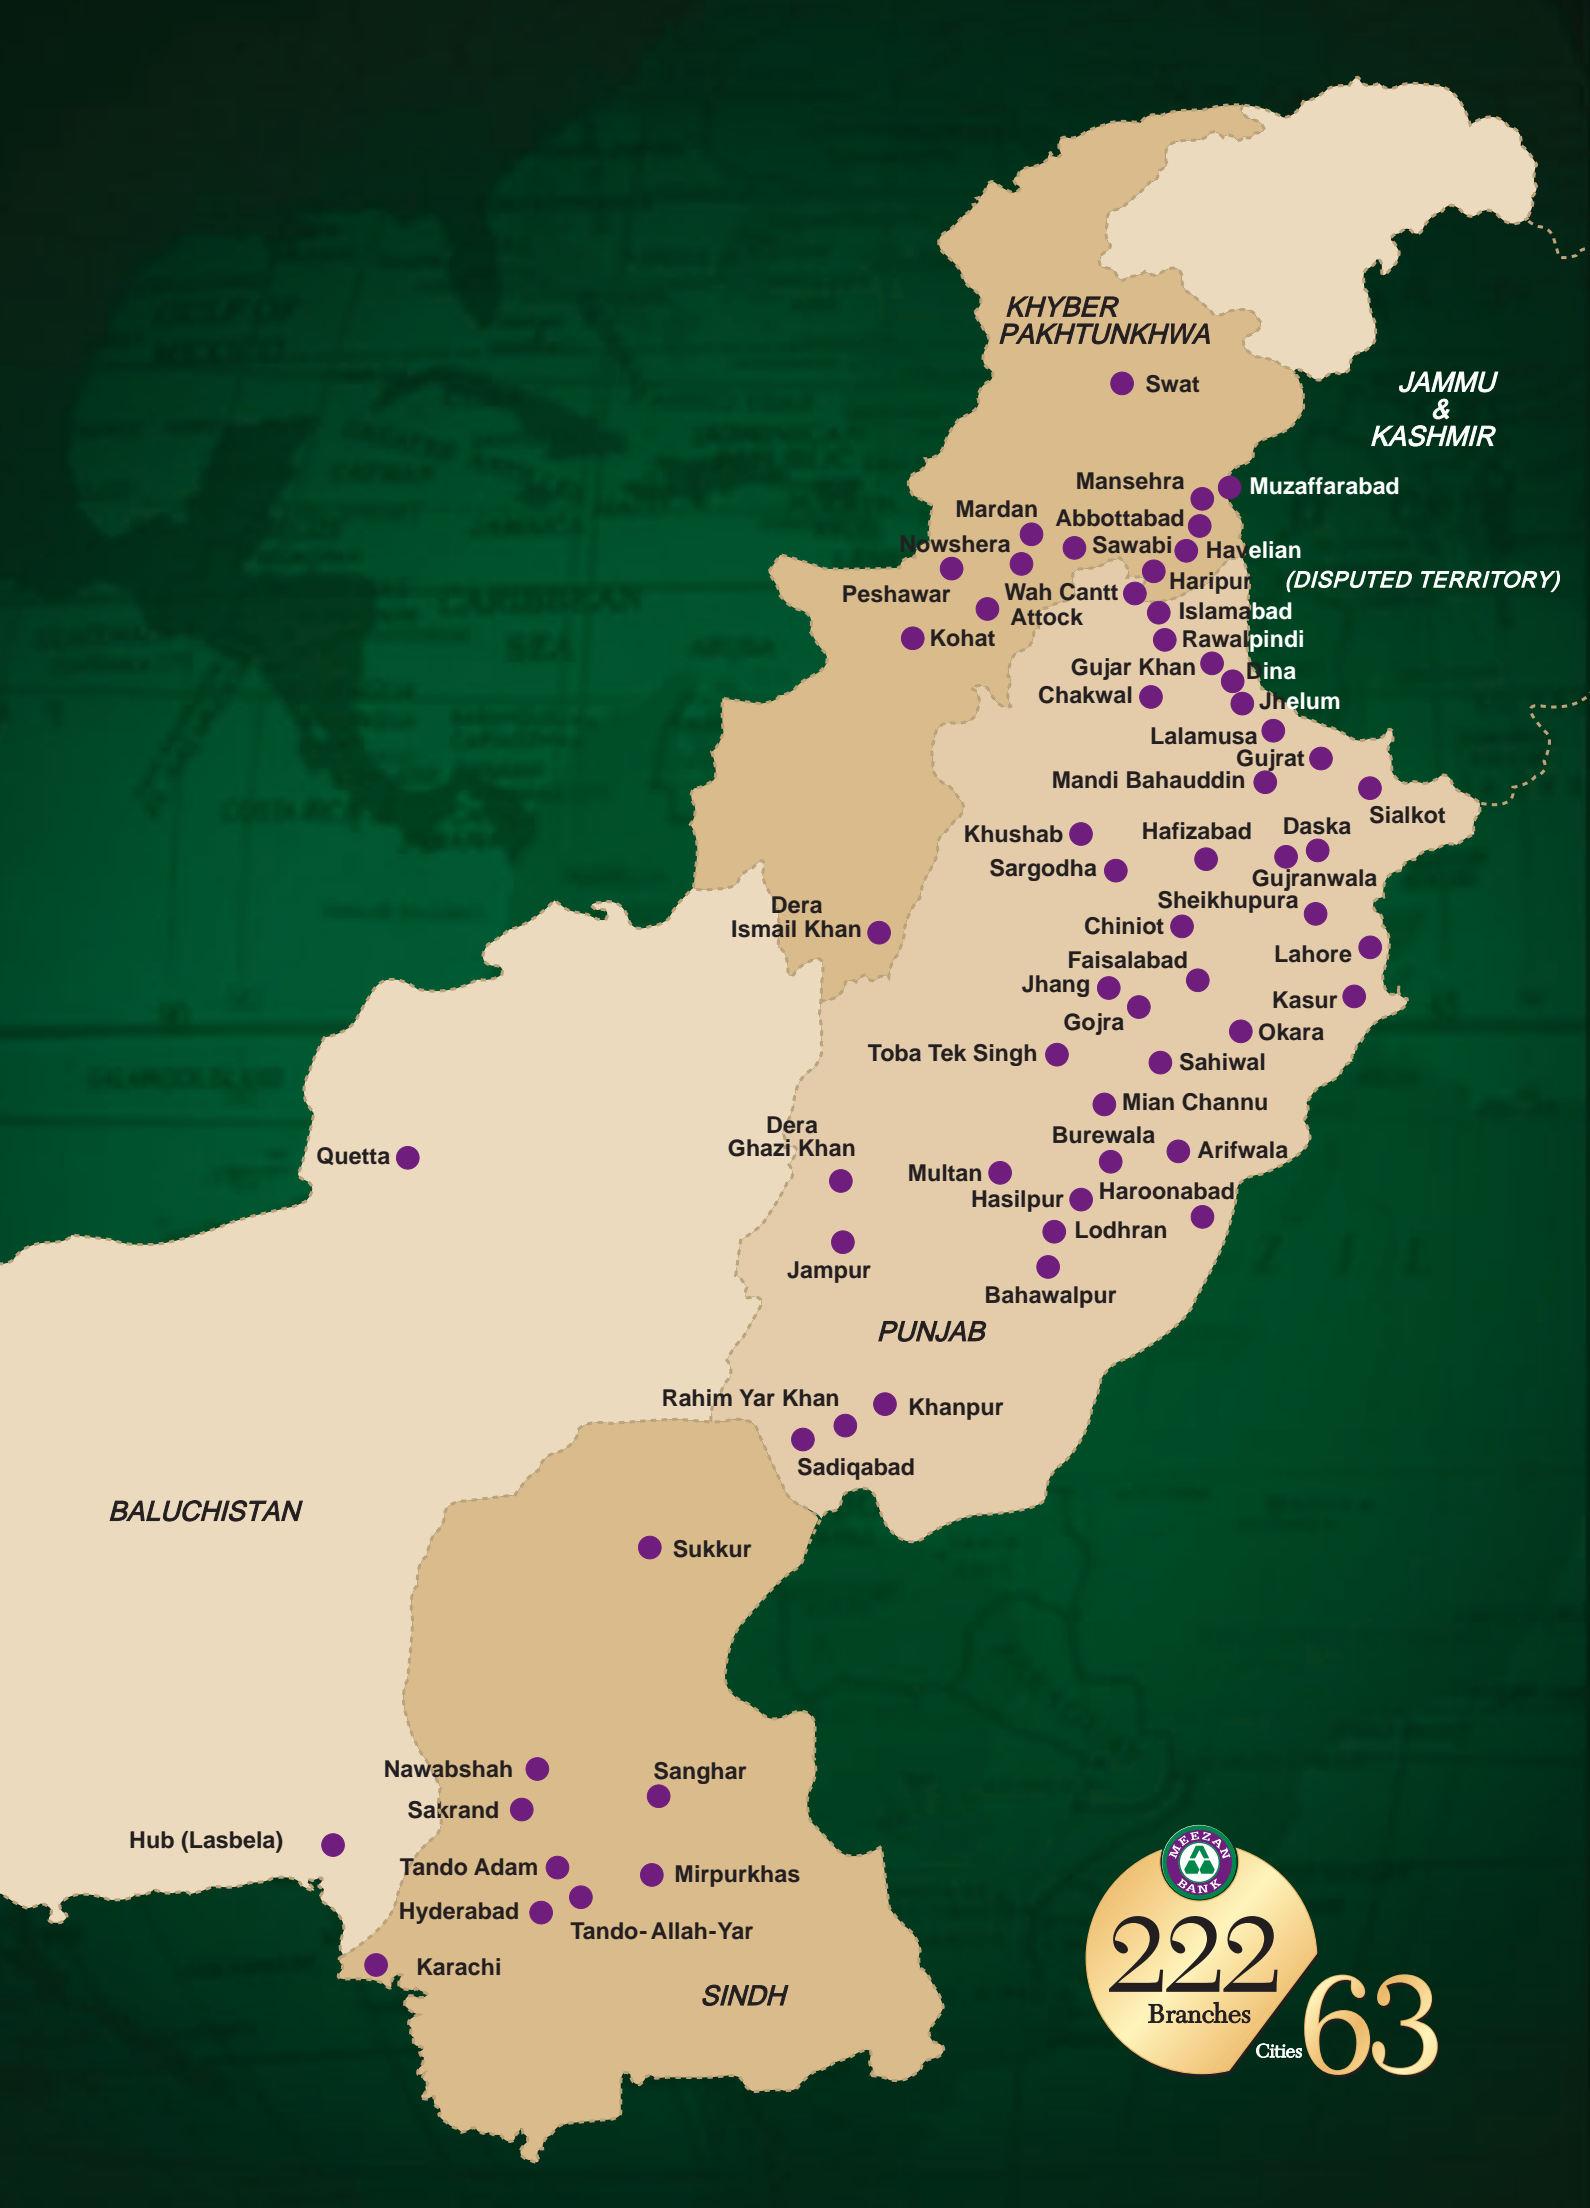 KHYBER
PAKHTUNKHWA
Swat
JAMMU
&
KASHMIR
Mansehra
Muzaffarabad
Mardan
Abbottabad
Nowshera
Sawabi
Havelian
Peshawar
Wah Cantt
Haripur
(DISPUTED TERRITORY)
Attock
Islamabad
Kohat
Rawalpindi
Gujar Khan
Dina
Chakwal
Jhelum
Lalamusa
Gujrat
Mandi Bahauddin
Sialkot
Khushab
Hafizabad
Daska
Sargodha
Gujranwala
Sheikhupura
Dera
Ismail Khan
Chiniot
Lahore
Faisalabad
Jhang
Kasur
Gojra
Okara
Toba Tek Singh
Sahiwal
Mian Channu
Dera
Ghazi Khan
Burewala
Arifwala
Quetta
Multan
Hasilpur
Haroonabad
Lodhran
Jampur
Bahawalpur
PUNJAB
Rahim Yar Khan
Khanpur
Sadiqabad
BALUCHISTAN
Sukkur
Nawabshah
Sanghar
Sakrand
Hub (Lasbela)
Tando Adam
Mirpurkhas
Hyderabad
Tando-Allah-Yar
Karachi
SINDH
MEEZAN
BANK
222
Branches
Cities 63